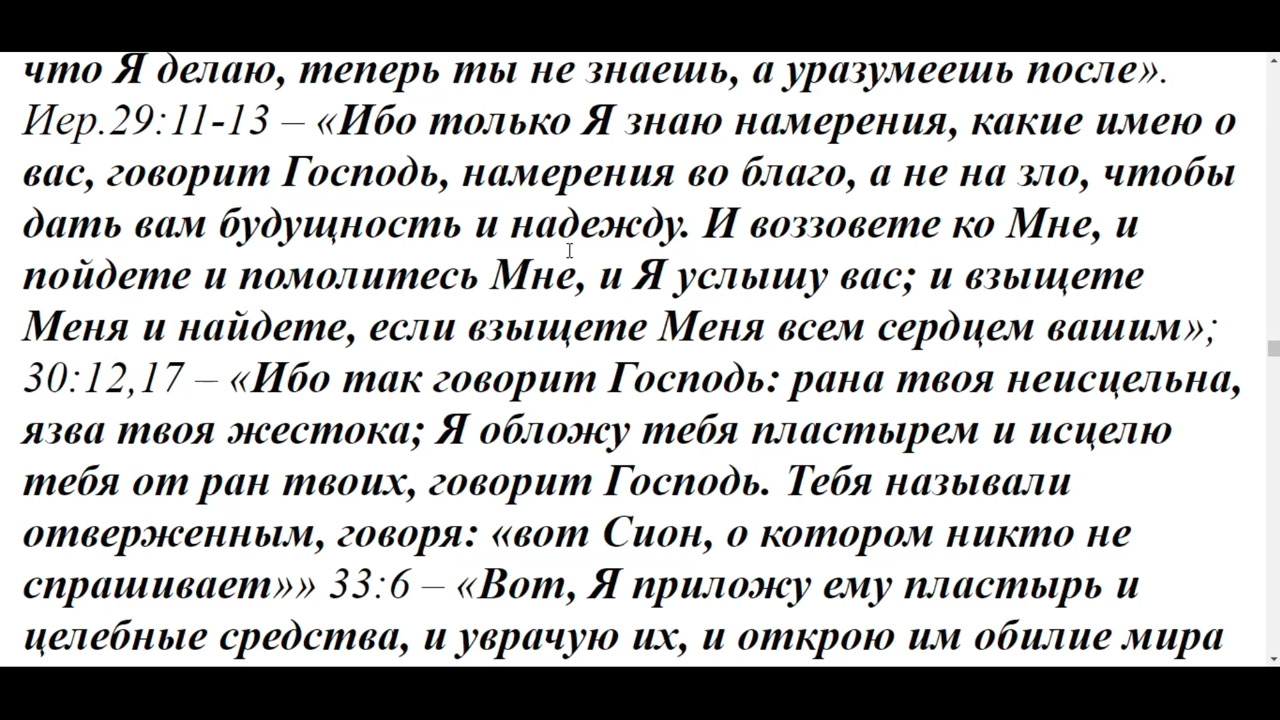 что Я делаю, теперь ты не знаешь, а уразумеешь после».
Иер.29:11-13 – «Ибо только Я знаю намерения, какие имею о
вас, говорит Господь, намерения во благо, а не на зло, чтобы
дать вам будущность и надежду. И воззовете ко Мне, и
пойдете и помолитесь Мне, и Я услышу вас; и взыщете
Меня и найдете, если взыщете Меня всем сердцем вашим»;
30:12,17 – «Ибо так говорит Господь: рана твоя неисцельна,
язва твоя жестока; Я обложу тебя пластырем и исцелю
тебя от ран твоих, говорит Господь. Тебя называли
отверженным, говоря: «вот Сион, о котором никто не
спрашивает»» 33:6 – «Вот, Я приложу ему пластырь и
целебные средства, и уврачую их, и открою им обилие мира